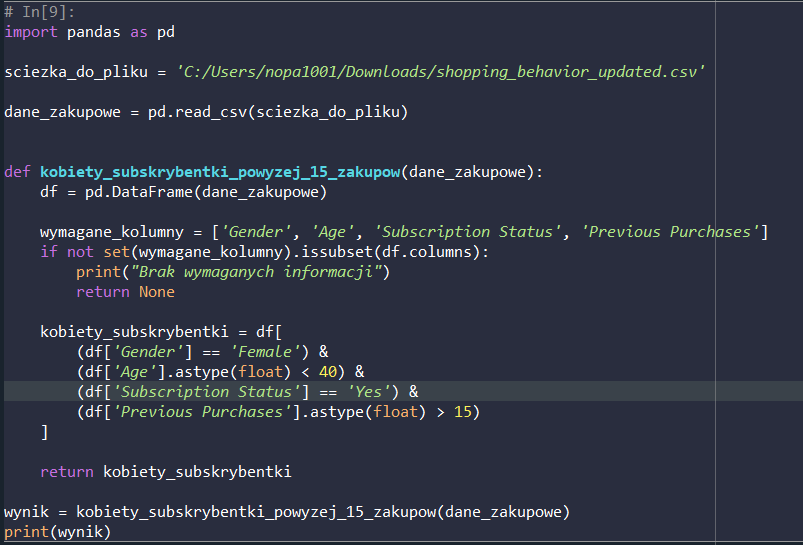 # In[9]:
import pandas as pd
sciezka_do_pliku = 'C:/Users/nopa1001/Downloads/shopping_behavior_updated.csv'
dane_zakupowe = pd.read_csv(sciezka_do_pliku)
def kobiety_subskrybentki_powyzej_15_zakupow(dane_zakupowe):
    df = pd.DataFrame(dane_zakupowe)
    wymagane_kolumny = ['Gender', 'Age', 'Subscription Status', 'Previous Purchases']
    if not set(wymagane_kolumny).issubset(df.columns):
        print("Brak wymaganych informacji")
        return None
    kobiety_subskrybentki = df[
        (df['Gender'] == 'Female') &
        (df['Age'].astype(float) < 40) &
        (df['Subscription Status'] == 'Yes') &
        (df['Previous Purchases'].astype(float) > 15)
    ]
    return kobiety_subskrybentki
wynik = kobiety_subskrybentki_powyzej_15_zakupow(dane_zakupowe)
print(wynik)